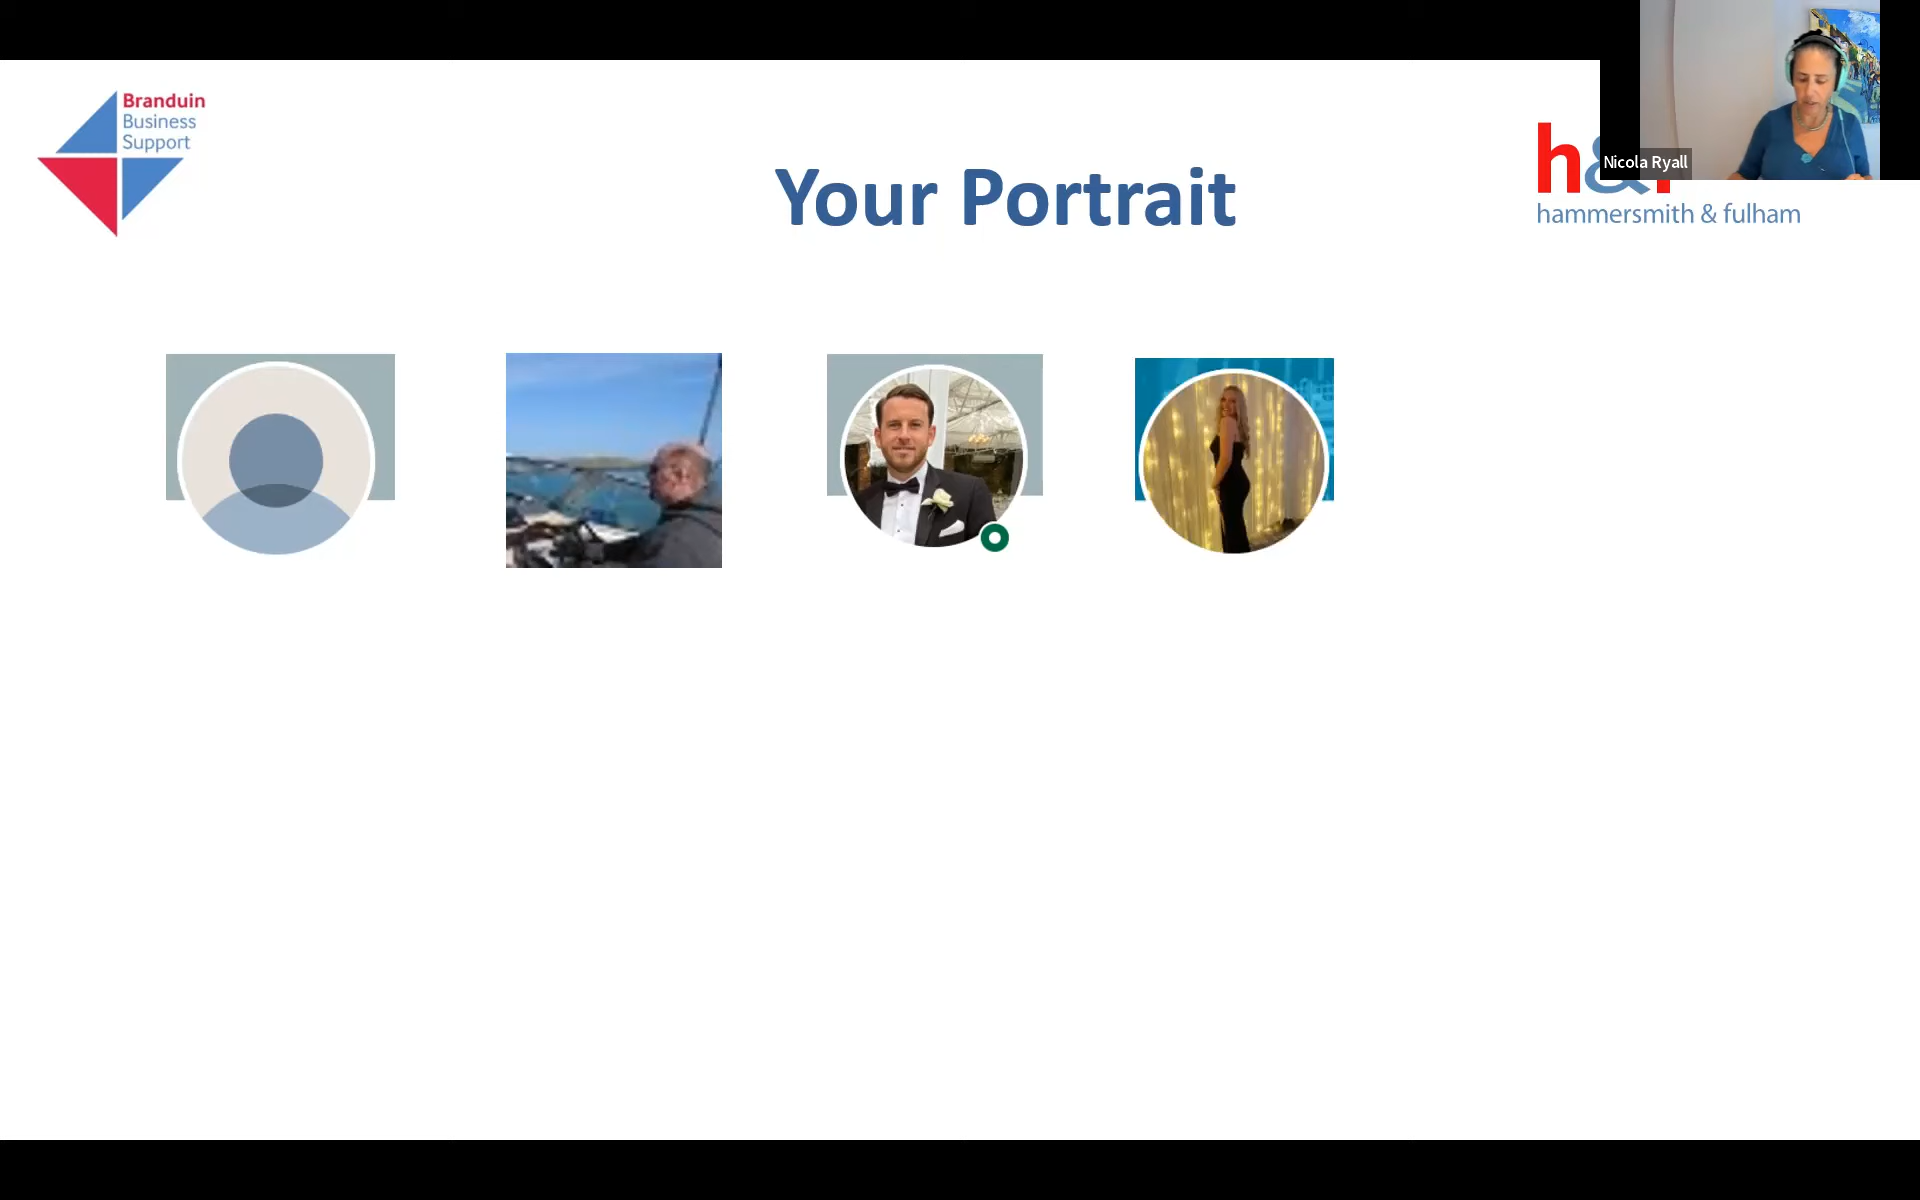 Branduin
Business
Support
Your Portrait
h&f
hammersmith & fulham
Nicola Ryall